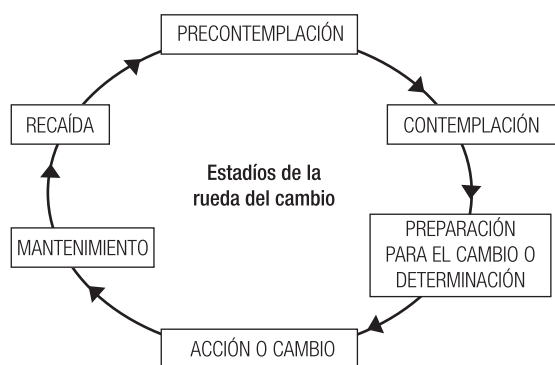 PRECONTEMPLACIÓN
CONTEMPLACIÓN
PREPARACIÓN
PARA EL CAMBIO O
DETERMINACIÓN
ACCIÓN O CAMBIO
MANTENIMIENTO
RECAÍDA
Estadíos de la
rueda del cambio